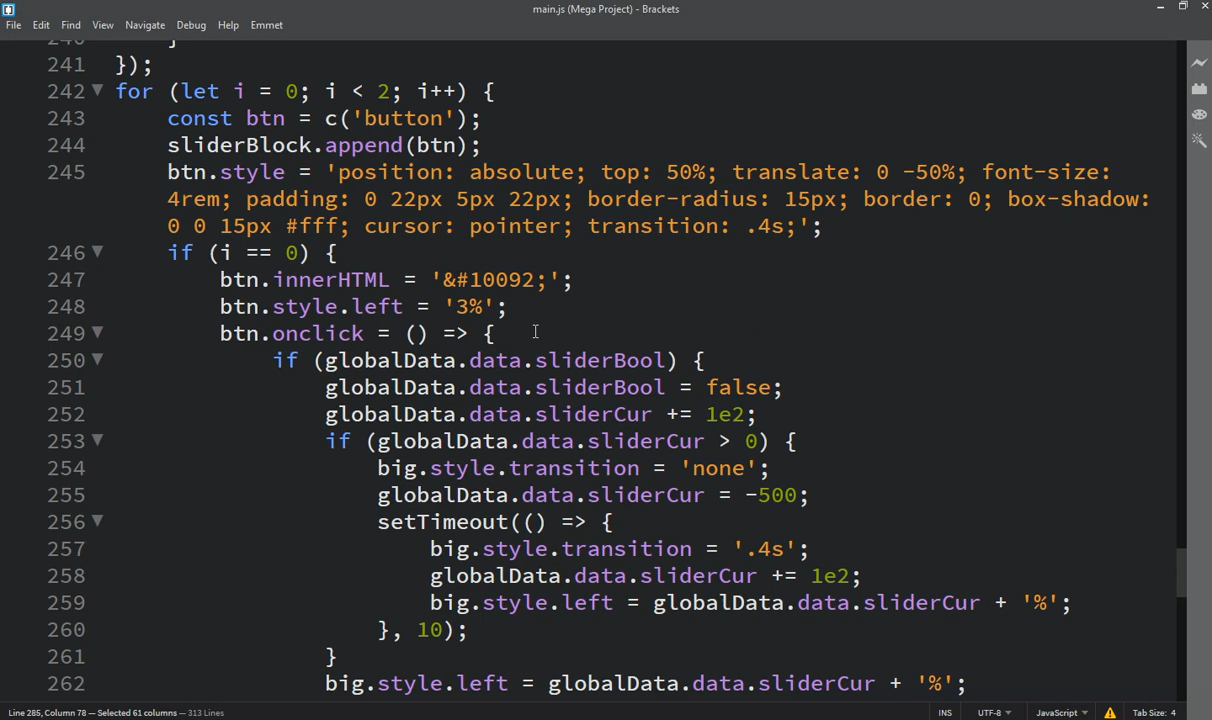 main.js (Mega Project) - Brackets
File Edit Find View Navigate Debug Help Emmet
241 });
242 for (let i = 0; i < 2; i++) {
243 const btn = c('button');
244 sliderBlock.append(btn);
245 btn.style = 'position: absolute; top: 50%; translate: 0 -50%; font-size:
4rem; padding: 0 22px 5px 22px; border-radius: 15px; border: 0; box-shadow:
0 0 15px #fff; cursor: pointer; transition: .4s;';
246 if (i == 0) {
247 btn.innerHTML = '&#10092;';
248 btn.style.left = '3%';
249 btn.onclick = () => {
250 if (globalData.data.sliderBool) {
251 globalData.data.sliderBool = false;
252 globalData.data.sliderCur += 1e2;
253 if (globalData.data.sliderCur > 0) {
254 big.style.transition = 'none';
255 globalData.data.sliderCur = -500;
256 setTimeout(() => {
257 big.style.transition = '.4s';
258 globalData.data.sliderCur += 1e2;
259 big.style.left = globalData.data.sliderCur + '%';
260 }, 10);
261 }
262 big.style.left = globalData.data.sliderCur + '%';
Line 285, Column 78 — Selected 61 columns — 313 Lines INS UTF-8 JavaScript Tab Size: 4